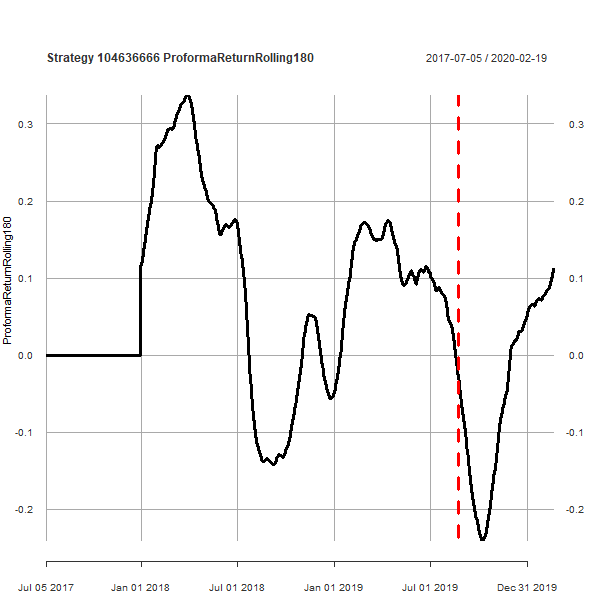 Strategy 104636666 ProformaReturnRolling180
2017-07-05 / 2020-02-19
ProformaReturnRolling180
0.3
0.2
0.1
0.0
-0.1
-0.2
0.3
0.2
0.1
0.0
-0.1
-0.2
Jul 05 2017
Jan 01 2018
Jul 01 2018
Jan 01 2019
Jul 01 2019
Dec 31 2019